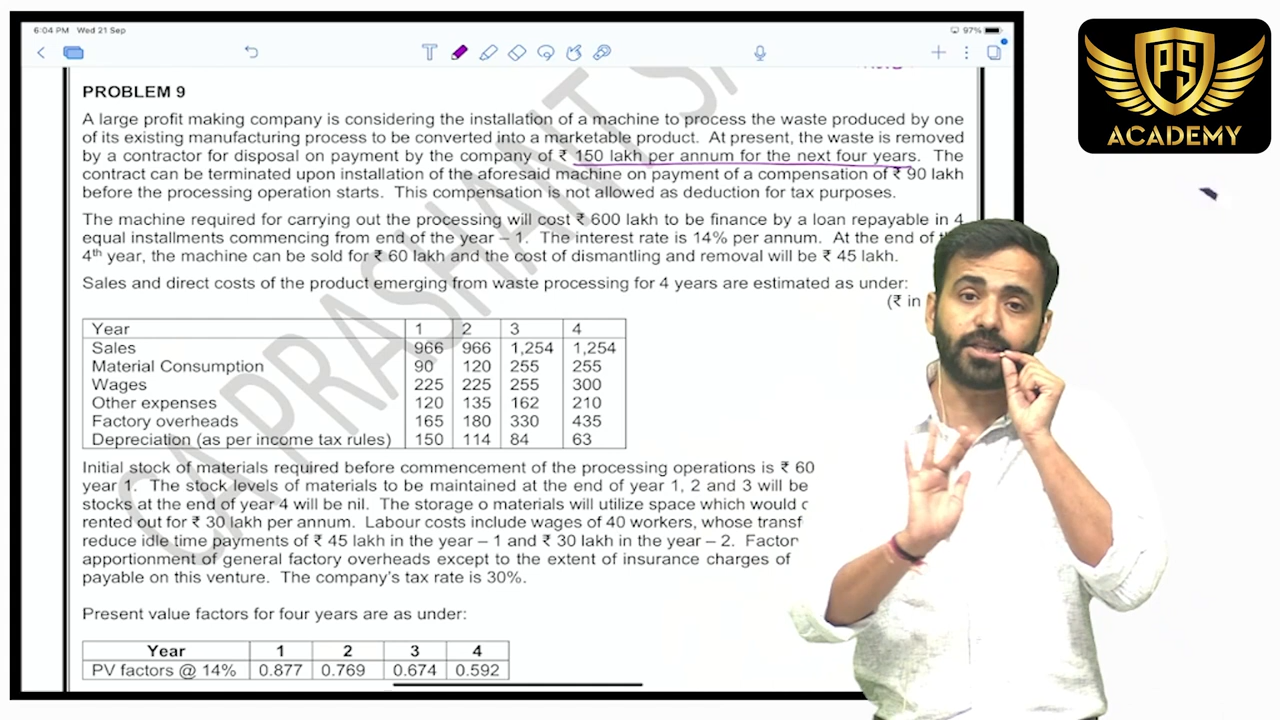 6:04 PM Wed 21 Sep
97%
PS
ACADEMY
PROBLEM 9
A large profit making company is considering the installation of a machine to process the waste produced by one
of its existing manufacturing process to be converted into a marketable product. At present, the waste is removed
by a contractor for disposal on payment by the company of ₹ 150 lakh per annum for the next four years. The
contract can be terminated upon installation of the aforesaid machine on payment of a compensation of ₹ 90 lakh
before the processing operation starts. This compensation is not allowed as deduction for tax purposes.
The machine required for carrying out the processing will cost ₹ 600 lakh to be finance by a loan repayable in 4
equal installments commencing from end of the year – 1. The interest rate is 14% per annum. At the end of
4th year, the machine can be sold for ₹ 60 lakh and the cost of dismantling and removal will be ₹ 45 lakh.
Sales and direct costs of the product emerging from waste processing for 4 years are estimated as under:
(₹ in
Year 1 2 3 4
Sales 966 966 1,254 1,254
Material Consumption 90 120 255 255
Wages 225 225 255 300
Other expenses 120 135 162 210
Factory overheads 165 180 330 435
Depreciation (as per income tax rules) 150 114 84 63
Initial stock of materials required before commencement of the processing operations is ₹ 60
year 1. The stock levels of materials to be maintained at the end of year 1, 2 and 3 will be
stocks at the end of year 4 will be nil. The storage o materials will utilize space which would
rented out for ₹ 30 lakh per annum. Labour costs include wages of 40 workers, whose
reduce idle time payments of ₹ 45 lakh in the year – 1 and ₹ 30 lakh in the year – 2.
apportionment of general factory overheads except to the extent of insurance charges of
payable on this venture. The company's tax rate is 30%.
Present value factors for four years are as under:
Year 1 2 3 4
PV factors @ 14% 0.877 0.769 0.674 0.592
CA PRASHANT